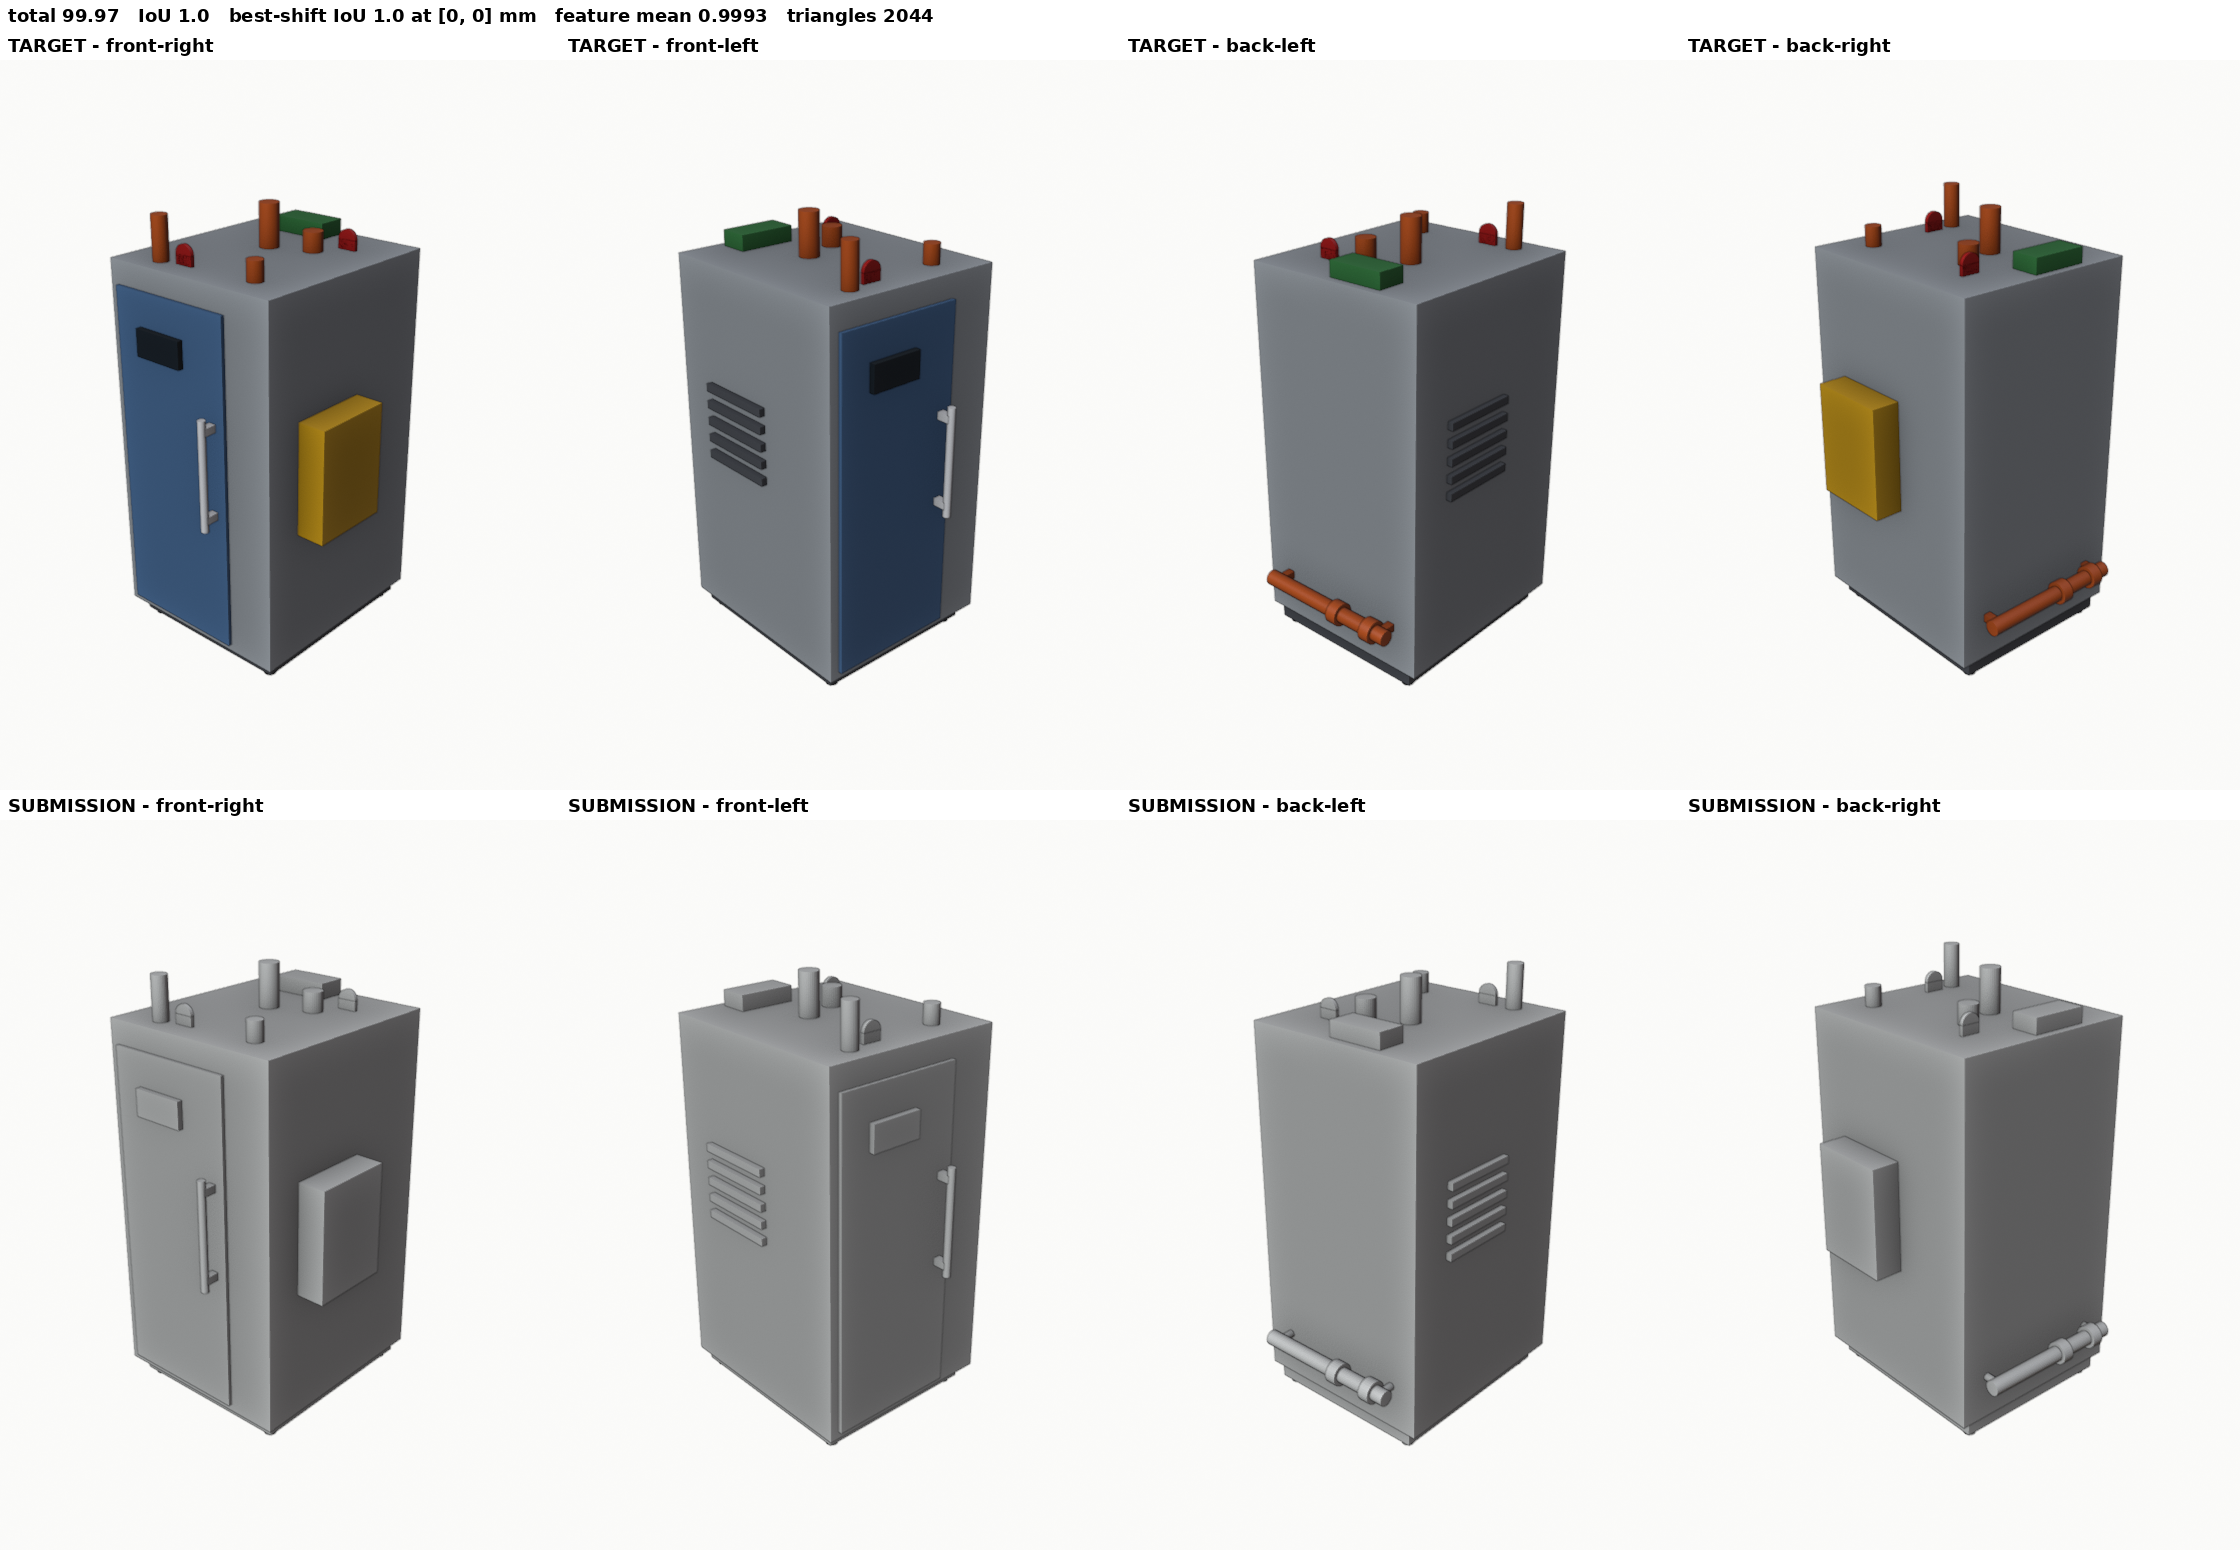 total 99.97   IoU 1.0   best-shift IoU 1.0 at [0, 0] mm   feature mean 0.9993   triangles 2044
TARGET - front-right
TARGET - front-left
TARGET - back-left
TARGET - back-right
SUBMISSION - front-right
SUBMISSION - front-left
SUBMISSION - back-left
SUBMISSION - back-right